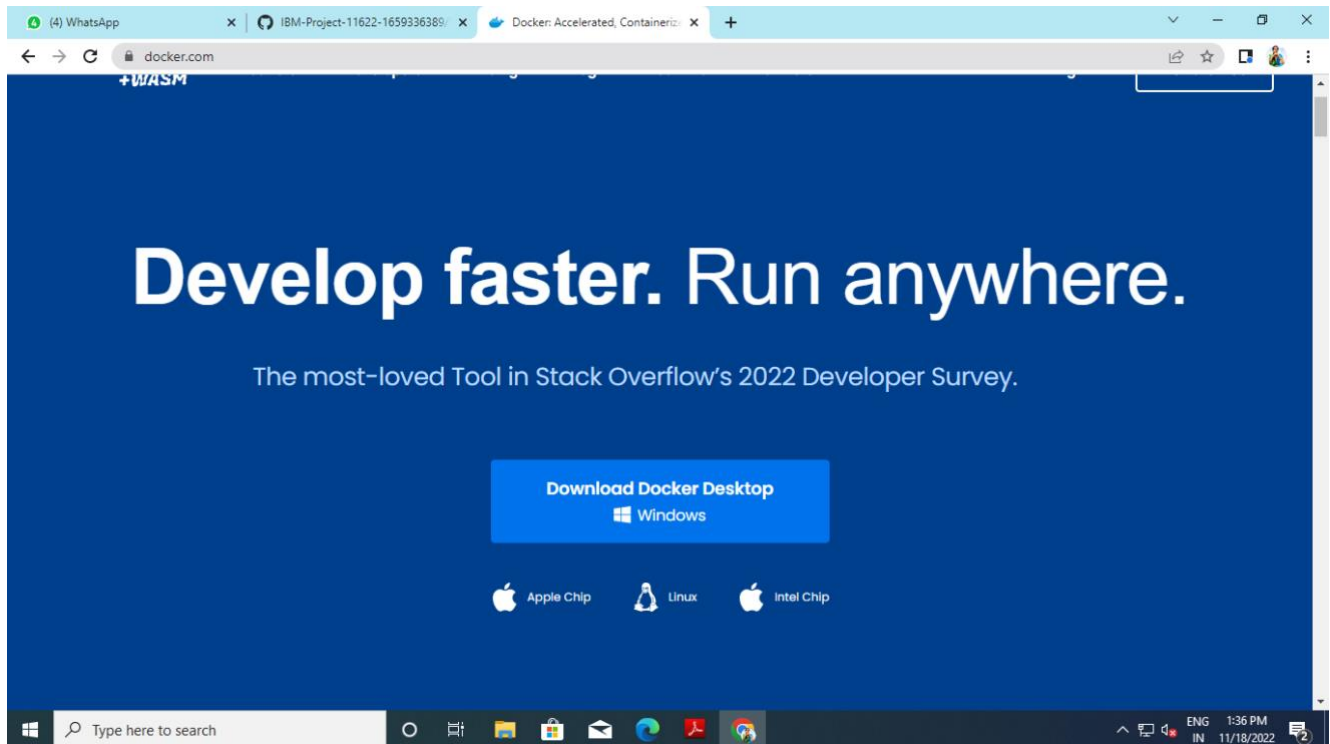 (4) WhatsApp
IBM-Project-11622-1659336389/
Docker: Accelerated, Containeriz
docker.com
+WASM
Develop faster. Run anywhere.
The most-loved Tool in Stack Overflow's 2022 Developer Survey.
Download Docker Desktop
Windows
Apple Chip Linux Intel Chip
Type here to search
ENG 1:36 PM
IN 11/18/2022
2